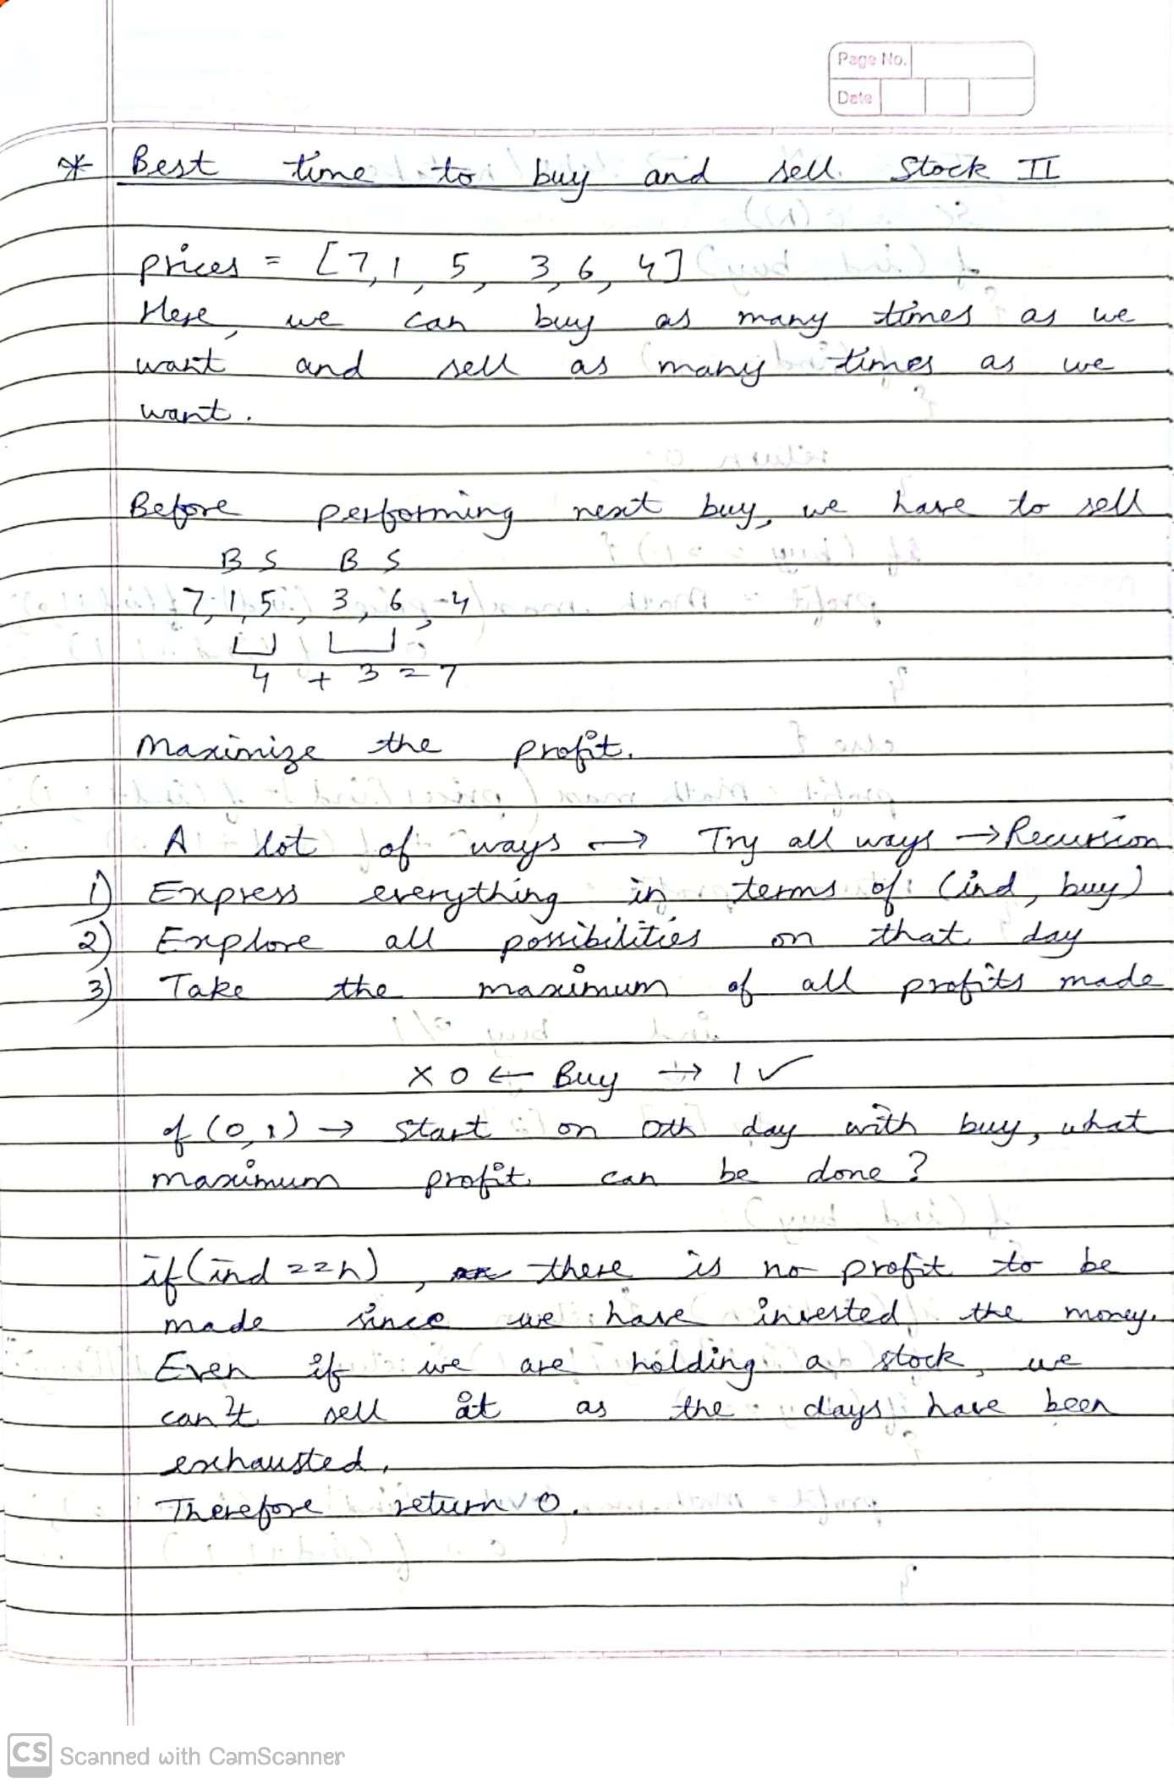 Page No.
Date
* Best time to buy and sell Stock II
prices = [7, 1, 5, 3, 6, 4]
Here, we can buy as many times as we
want and sell as many times as we
want.
Before performing next buy, we have to sell
B S B S
7, 1, 5, 3, 6, 4
4 + 3 = 7
Maximize the profit.
A lot of ways → Try all ways → Recursion
1) Express everything in terms of (ind, buy)
2) Explore all possibilities on that day
3) Take the maximum of all profits made
X 0 ← Buy → 1 ✓
f(0,1) → Start on 0th day with buy, what
maximum profit can be done?
if(ind==n), there is no profit to be
made since we have invested the money.
Even if we are holding a stock, we
can't sell it as the days have been
exhausted.
Therefore return 0.
CS Scanned with CamScanner